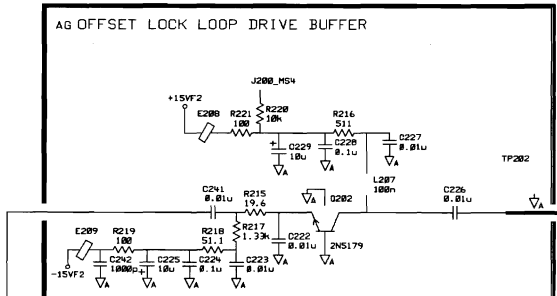 AG OFFSET LOCK LOOP DRIVE BUFFER
J200_MS4
+15VF2
E208
R221
100
R220
10k
R216
511
+
C229
10u
C228
0.1u
C227
0.01u
A
A
A
TP202
L207
100n
C241
0.01u
R215
19.6
A
Q202
C226
0.01u
A
E209
R219
100
R218
51.1
R217
1.33k
C222
0.01u
2N5179
-15VF2
C242
1000p
+
C225
10u
C224
0.1u
C223
0.01u
A
A
A
A
A
A